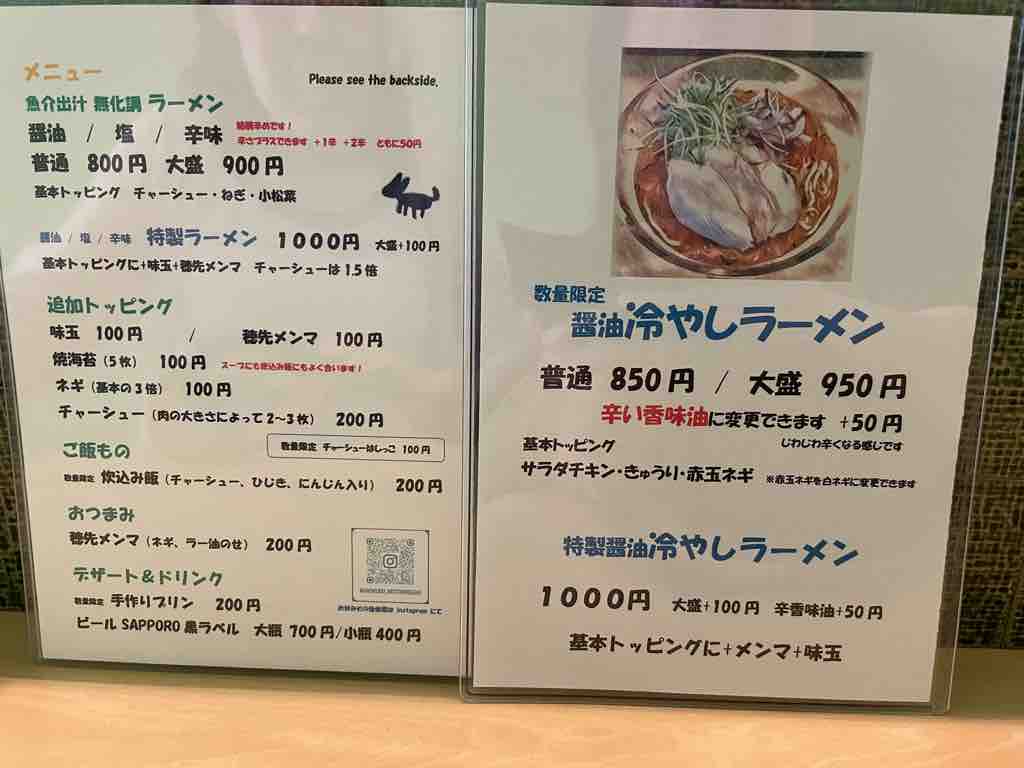 メニュー
Please see the backside.
魚介出汁 無化調 ラーメン
醤油 / 塩 / 辛味
結構辛めです!
辛さプラスできます +1辛 +2辛 ともに50円
普通 800円 大盛 900円
基本トッピング チャーシュー・ねぎ・小松菜
醤油 / 塩 / 辛味 特製ラーメン 1000円 大盛+100円
基本トッピングに+味玉+穂先メンマ チャーシューは1.5倍
追加トッピング
味玉 100円 / 穂先メンマ 100円
焼海苔(5枚) 100円 スープにも炊込み飯にもよく合います!
ネギ(基本の3倍) 100円
チャーシュー(肉の大きさによって2~3枚) 200円
ご飯もの
数量限定 チャーシューはしっこ 100円
数量限定 炊込み飯(チャーシュー、ひじき、にんじん入り) 200円
おつまみ
穂先メンマ(ネギ、ラー油のせ) 200円
デザート&ドリンク
数量限定 手作りプリン 200円
ビール SAPPORO黒ラベル 大瓶 700円/小瓶400円
instagram にて
数量限定
醤油冷やしラーメン
普通 850円 / 大盛 950円
辛い香味油に変更できます +50円
じわじわ辛くなる感じです
基本トッピング
サラダチキン・きゅうり・赤玉ネギ ※赤玉ネギを白ネギに変更できます
特製醤油冷やしラーメン
1000円 大盛+100円 辛香味油+50円
基本トッピングに+メンマ+味玉